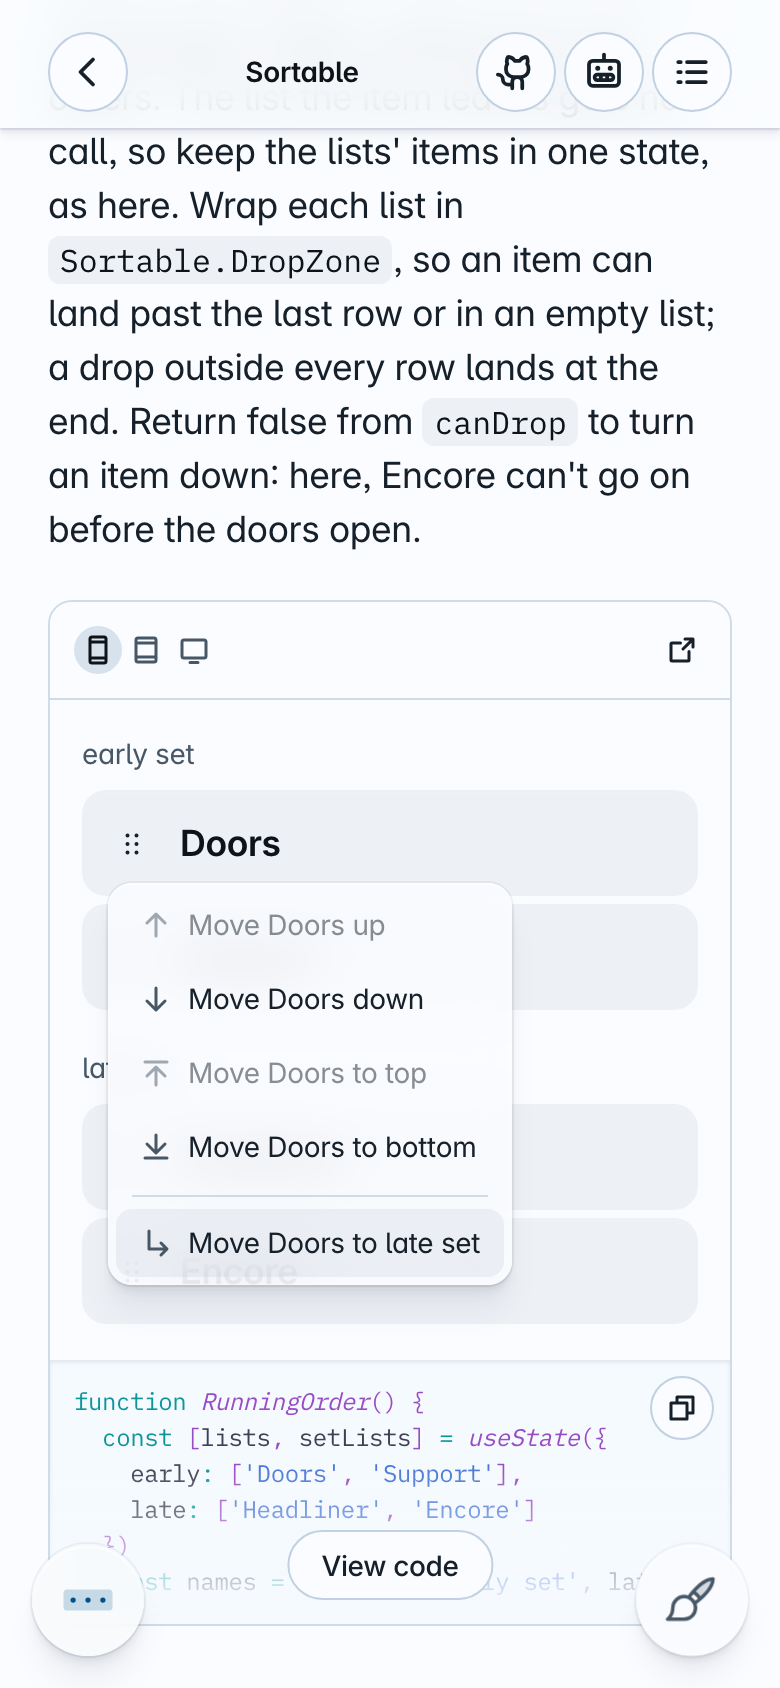 Sortable
call, so keep the lists' items in one state,
as here. Wrap each list in
Sortable.DropZone, so an item can
land past the last row or in an empty list;
a drop outside every row lands at the
end. Return false from canDrop to turn
an item down: here, Encore can't go on
before the doors open.
early set
Doors
Move Doors up
Move Doors down
Move Doors to top
Move Doors to bottom
Move Doors to late set
Encore
function RunningOrder() {
const [lists, setLists] = useState({
early: ['Doors', 'Support'],
late: ['Headliner', 'Encore']
})
names =
View code